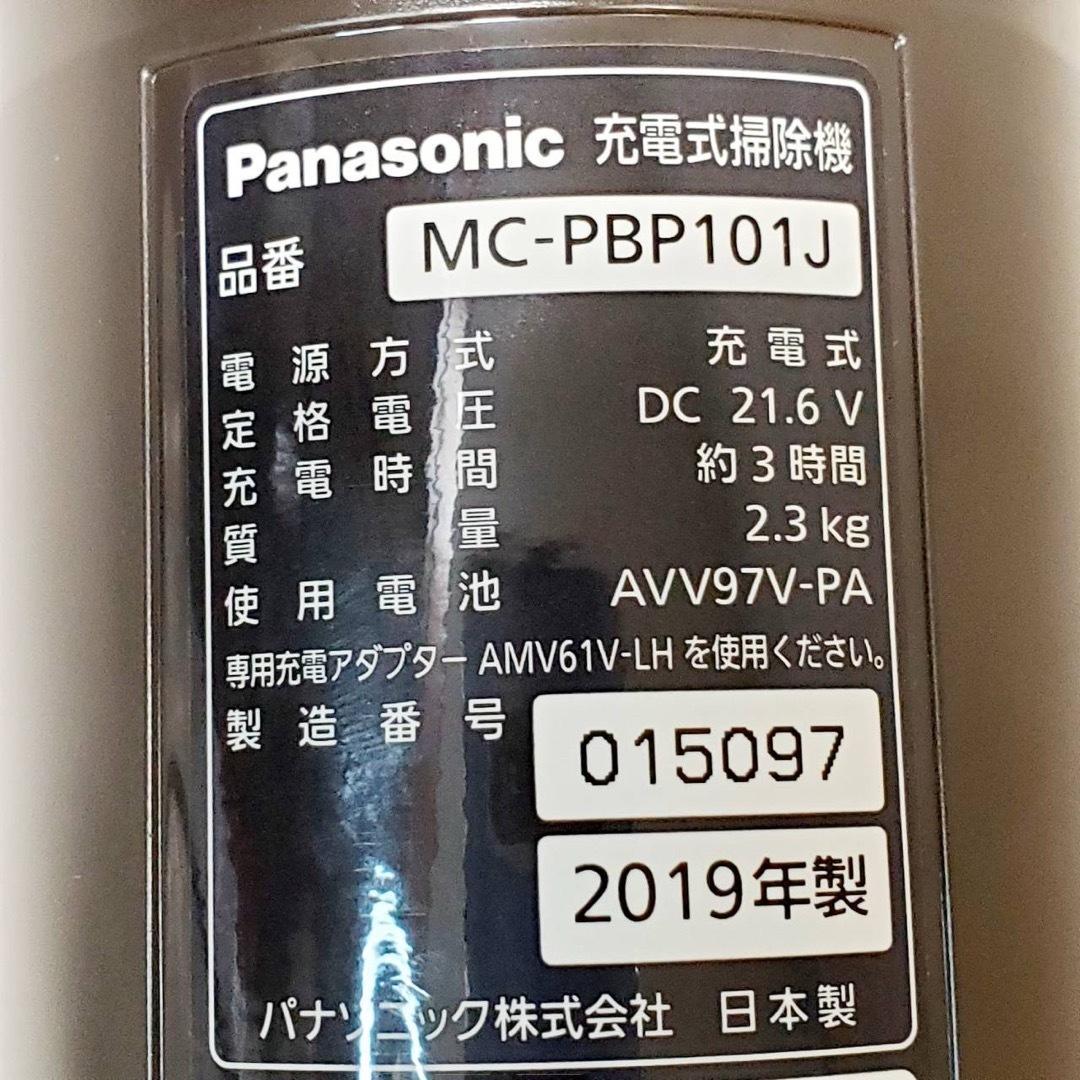 Panasonic 充電式掃除機
品番 MC-PBP101J
電源方式 充電式
定格電圧 DC 21.6 V
充電時間 約3時間
質量 2.3 kg
使用電池 AVV97V-PA
専用充電アダプター AMV61V-LH を使用ください。
製造番号 015097
2019年製
パナソニック株式会社 日本製